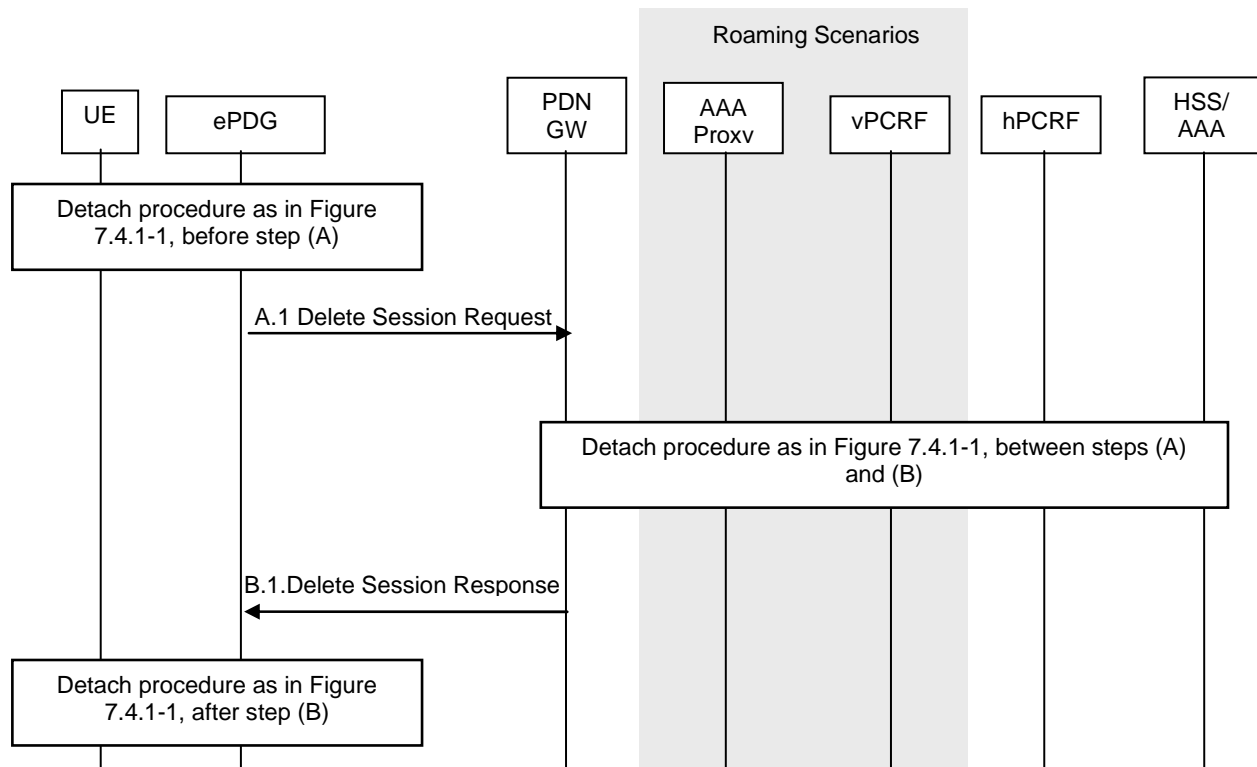 Roaming Scenarios
UE
ePDG
PDN
GW
AAA
Proxv
vPCRF
hPCRF
HSS/
AAA
Detach procedure as in Figure
7.4.1-1, before step (A)
A.1 Delete Session Request
Detach procedure as in Figure 7.4.1-1, between steps (A)
and (B)
B.1.Delete Session Response
Detach procedure as in Figure
7.4.1-1, after step (B)